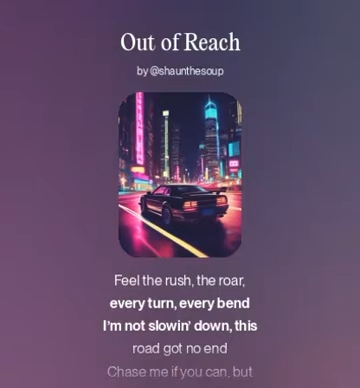 Out of Reach
by @shaunthesoup
Feel the rush, the roar,
every turn, every bend
I'm not slowin' down, this
road got no end
Chase me if you can, but